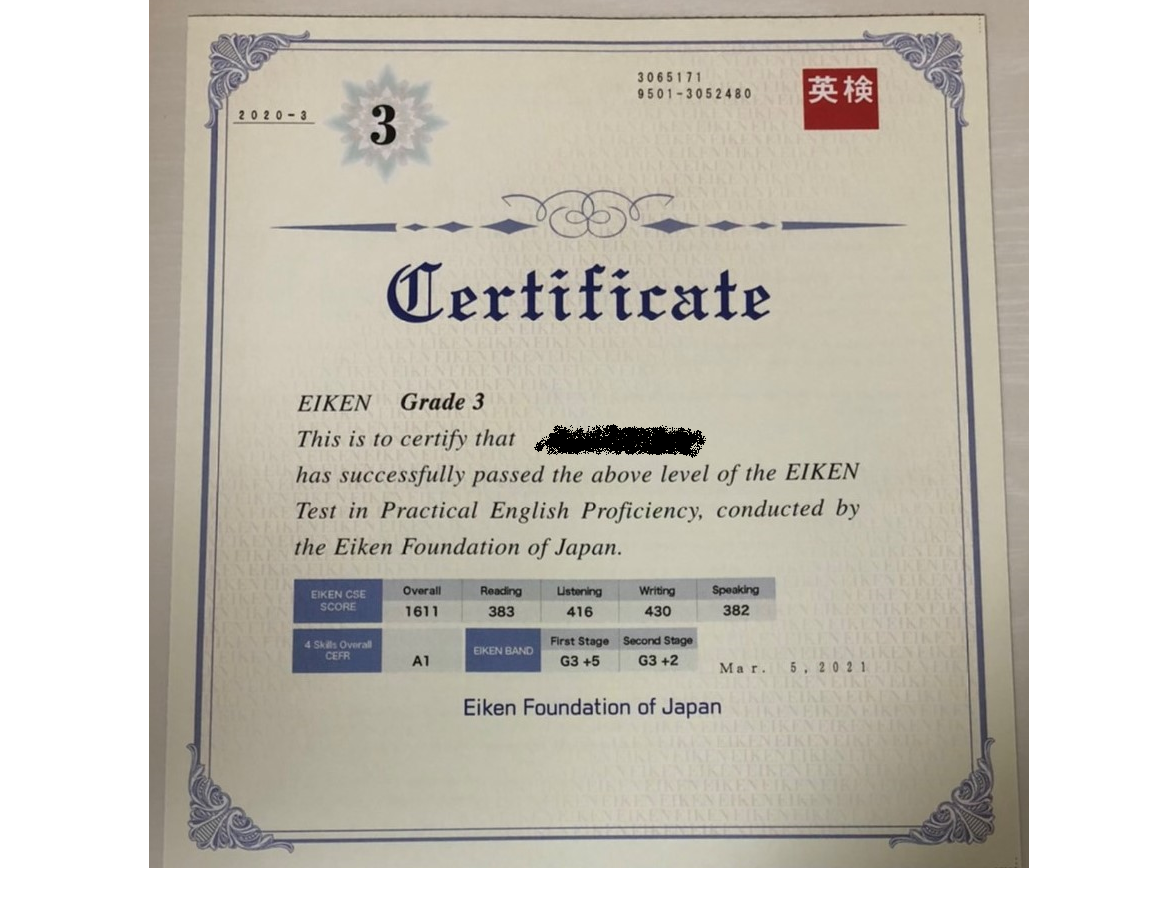 3065171
9501-3052480
英検
2020-3
3
Certificate
EIKEN Grade 3
This is to certify that
has successfully passed the above level of the EIKEN
Test in Practical English Proficiency, conducted by
the Eiken Foundation of Japan.
EIKEN CSE SCORE Overall Reading Listening Writing Speaking
1611 383 416 430 382
4 Skills Overall CEFR A1 EIKEN BAND First Stage Second Stage
G3 +5 G3 +2
Mar. 5,2021
Eiken Foundation of Japan